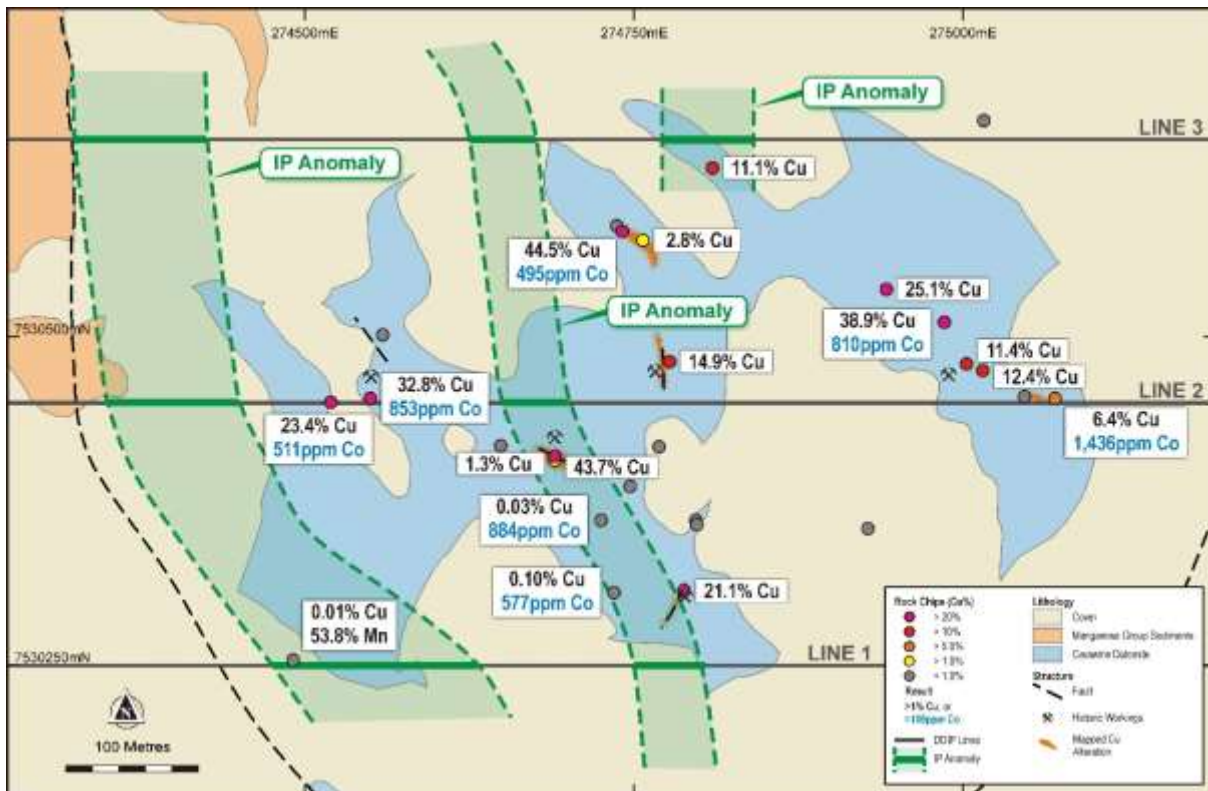 274500mE
274750mE
275000mE
IP Anomaly
LINE 3
IP Anomaly
11.1% Cu
44.5% Cu
495ppm Co
2.8% Cu
25.1% Cu
IP Anomaly
38.9% Cu
810ppm Co
7530500mN
11.4% Cu
14.9% Cu
12.4% Cu
32.8% Cu
853ppm Co
LINE 2
23.4% Cu
511ppm Co
6.4% Cu
1,436ppm Co
1.3% Cu
43.7% Cu
0.03% Cu
884ppm Co
0.10% Cu
577ppm Co
21.1% Cu
0.01% Cu
53.8% Mn
7530250mN
LINE 1
N
100 Metres
Rock Chips (Cu%)
> 20%
> 10%
> 5.0%
> 1.0%
< 1.0%
Result
>1% Cu, or
Lithology
Cover
Manganese Group Sediments
Dolomite
Structure
Fault
Historic Workings
Mapped Cu
Alteration
DDIP Lines
IP Anomaly